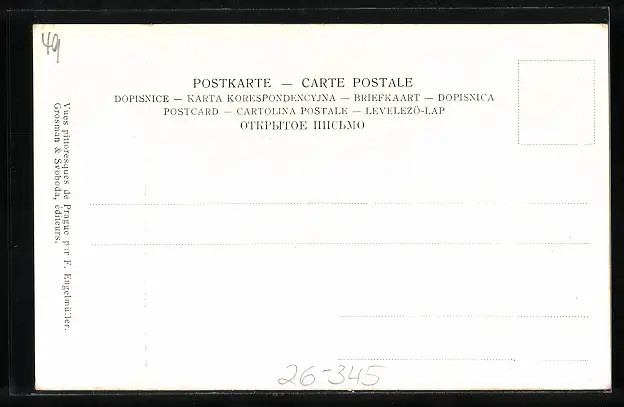 49
POSTKARTE — CARTE POSTALE
DOPISNICE — KARTA KORESPONDENCYJNA — BRIEFKAART — DOPISNICA
POSTCARD — CARTOLINA POSTALE — LEVELEZÖ-LAP
ОТКРЫТОЕ ПИСЬМО
Vues pittoresques de Prague par F. Engelmüller.
Grosman & Svoboda, éditeurs.
26-345